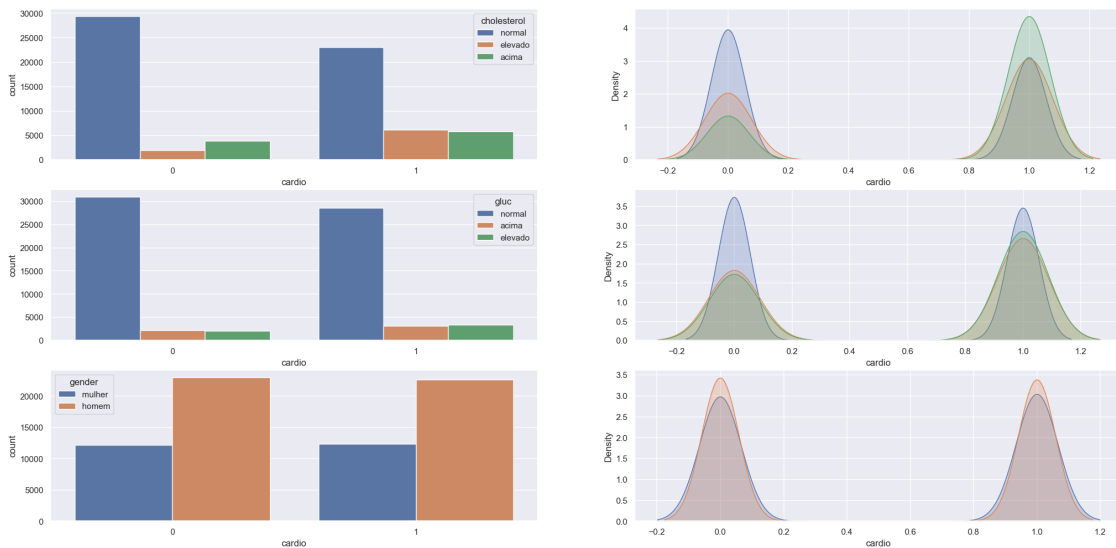 30000
25000
20000
15000
10000
5000
0
count
cholesterol
normal
elevado
acima
0 1
cardio
4
3
2
1
0
Density
−0.2 0.0 0.2 0.4 0.6 0.8 1.0 1.2
cardio
30000
25000
20000
15000
10000
5000
0
count
gluc
normal
acima
elevado
0 1
cardio
3.5
3.0
2.5
2.0
1.5
1.0
0.5
0.0
Density
−0.2 0.0 0.2 0.4 0.6 0.8 1.0 1.2
cardio
20000
15000
10000
5000
0
count
gender
mulher
homem
0 1
cardio
3.5
3.0
2.5
2.0
1.5
1.0
0.5
0.0
Density
−0.2 0.0 0.2 0.4 0.6 0.8 1.0 1.2
cardio